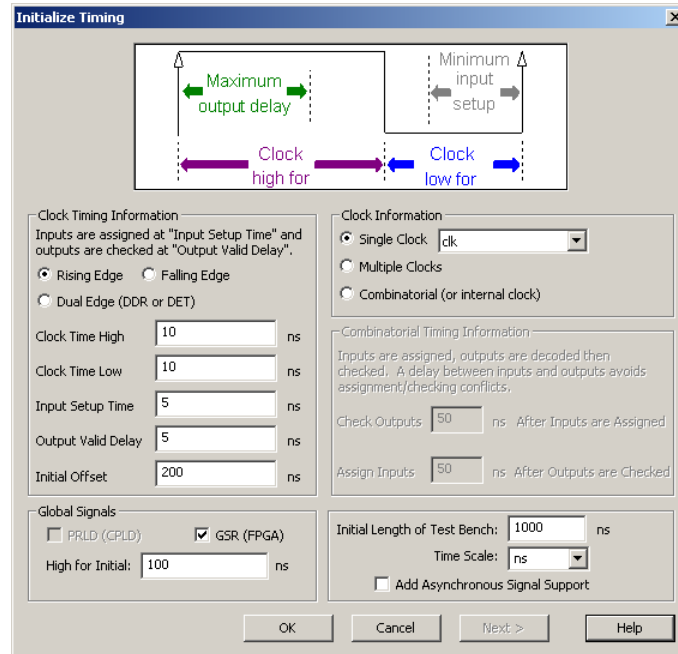 Initialize Timing
Maximum
output delay
Minimum
input
setup
Clock
high for
Clock
low for
Clock Timing Information
Inputs are assigned at "Input Setup Time" and
outputs are checked at "Output Valid Delay".
Rising Edge
Falling Edge
Dual Edge (DDR or DET)
Clock Time High
10
ns
Clock Time Low
10
ns
Input Setup Time
5
ns
Output Valid Delay
5
ns
Initial Offset
200
ns
Clock Information
Single Clock
clk
Multiple Clocks
Combinatorial (or internal clock)
Combinatorial Timing Information
Inputs are assigned, outputs are decoded then
checked. A delay between inputs and outputs avoids
assignment/checking conflicts.
Check Outputs
50
ns After Inputs are Assigned
Assign Inputs
50
ns After Outputs are Checked
Global Signals
PRLD (CPLD)
GSR (FPGA)
High for Initial:
100
ns
Initial Length of Test Bench:
1000
ns
Time Scale:
ns
Add Asynchronous Signal Support
OK
Cancel
Next >
Help